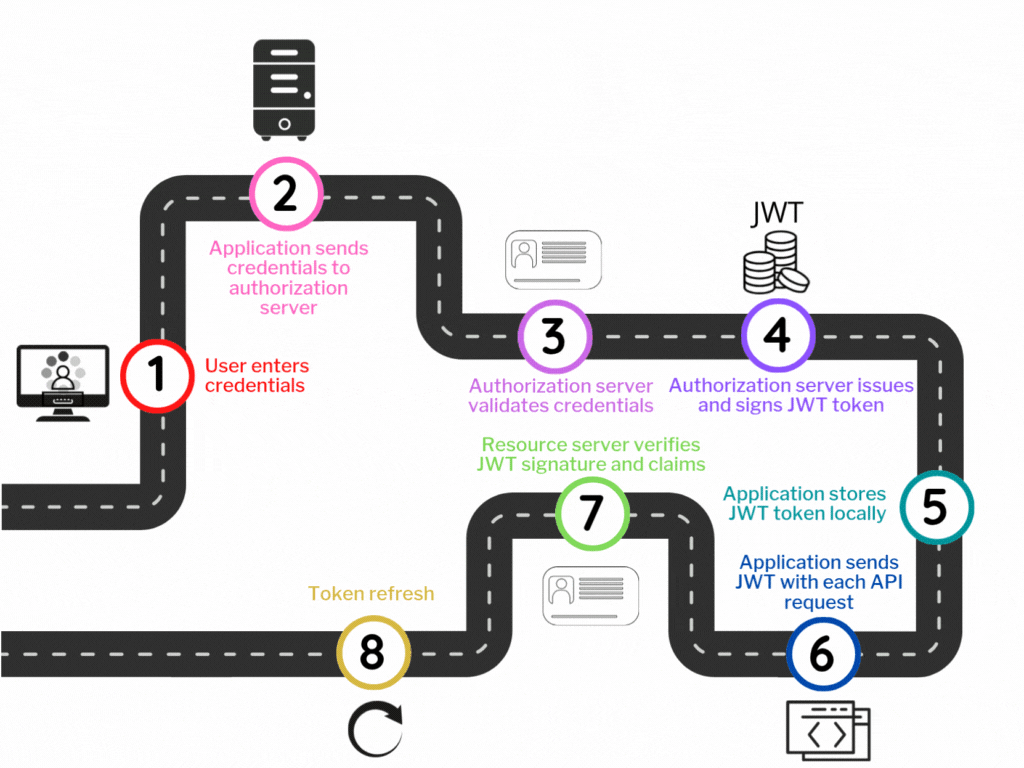 1
User enters
credentials
2
Application sends
credentials to
authorization
server
3
Authorization server
validates credentials
JWT
4
Authorization server issues
and signs JWT token
5
Application stores
JWT token locally
6
Application sends
JWT with each API
request
7
Resource server verifies
JWT signature and claims
8
Token refresh